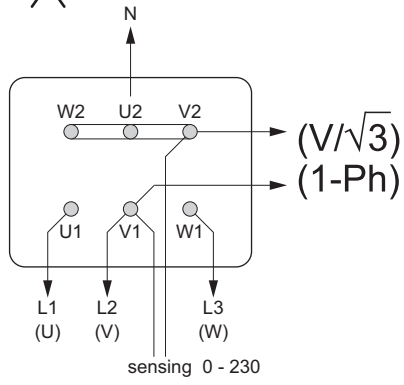 N
W2 U2 V2
(V/√3)
(1-Ph)
U1 V1 W1
L1 L2 L3
(U) (V) (W)
sensing 0 - 230